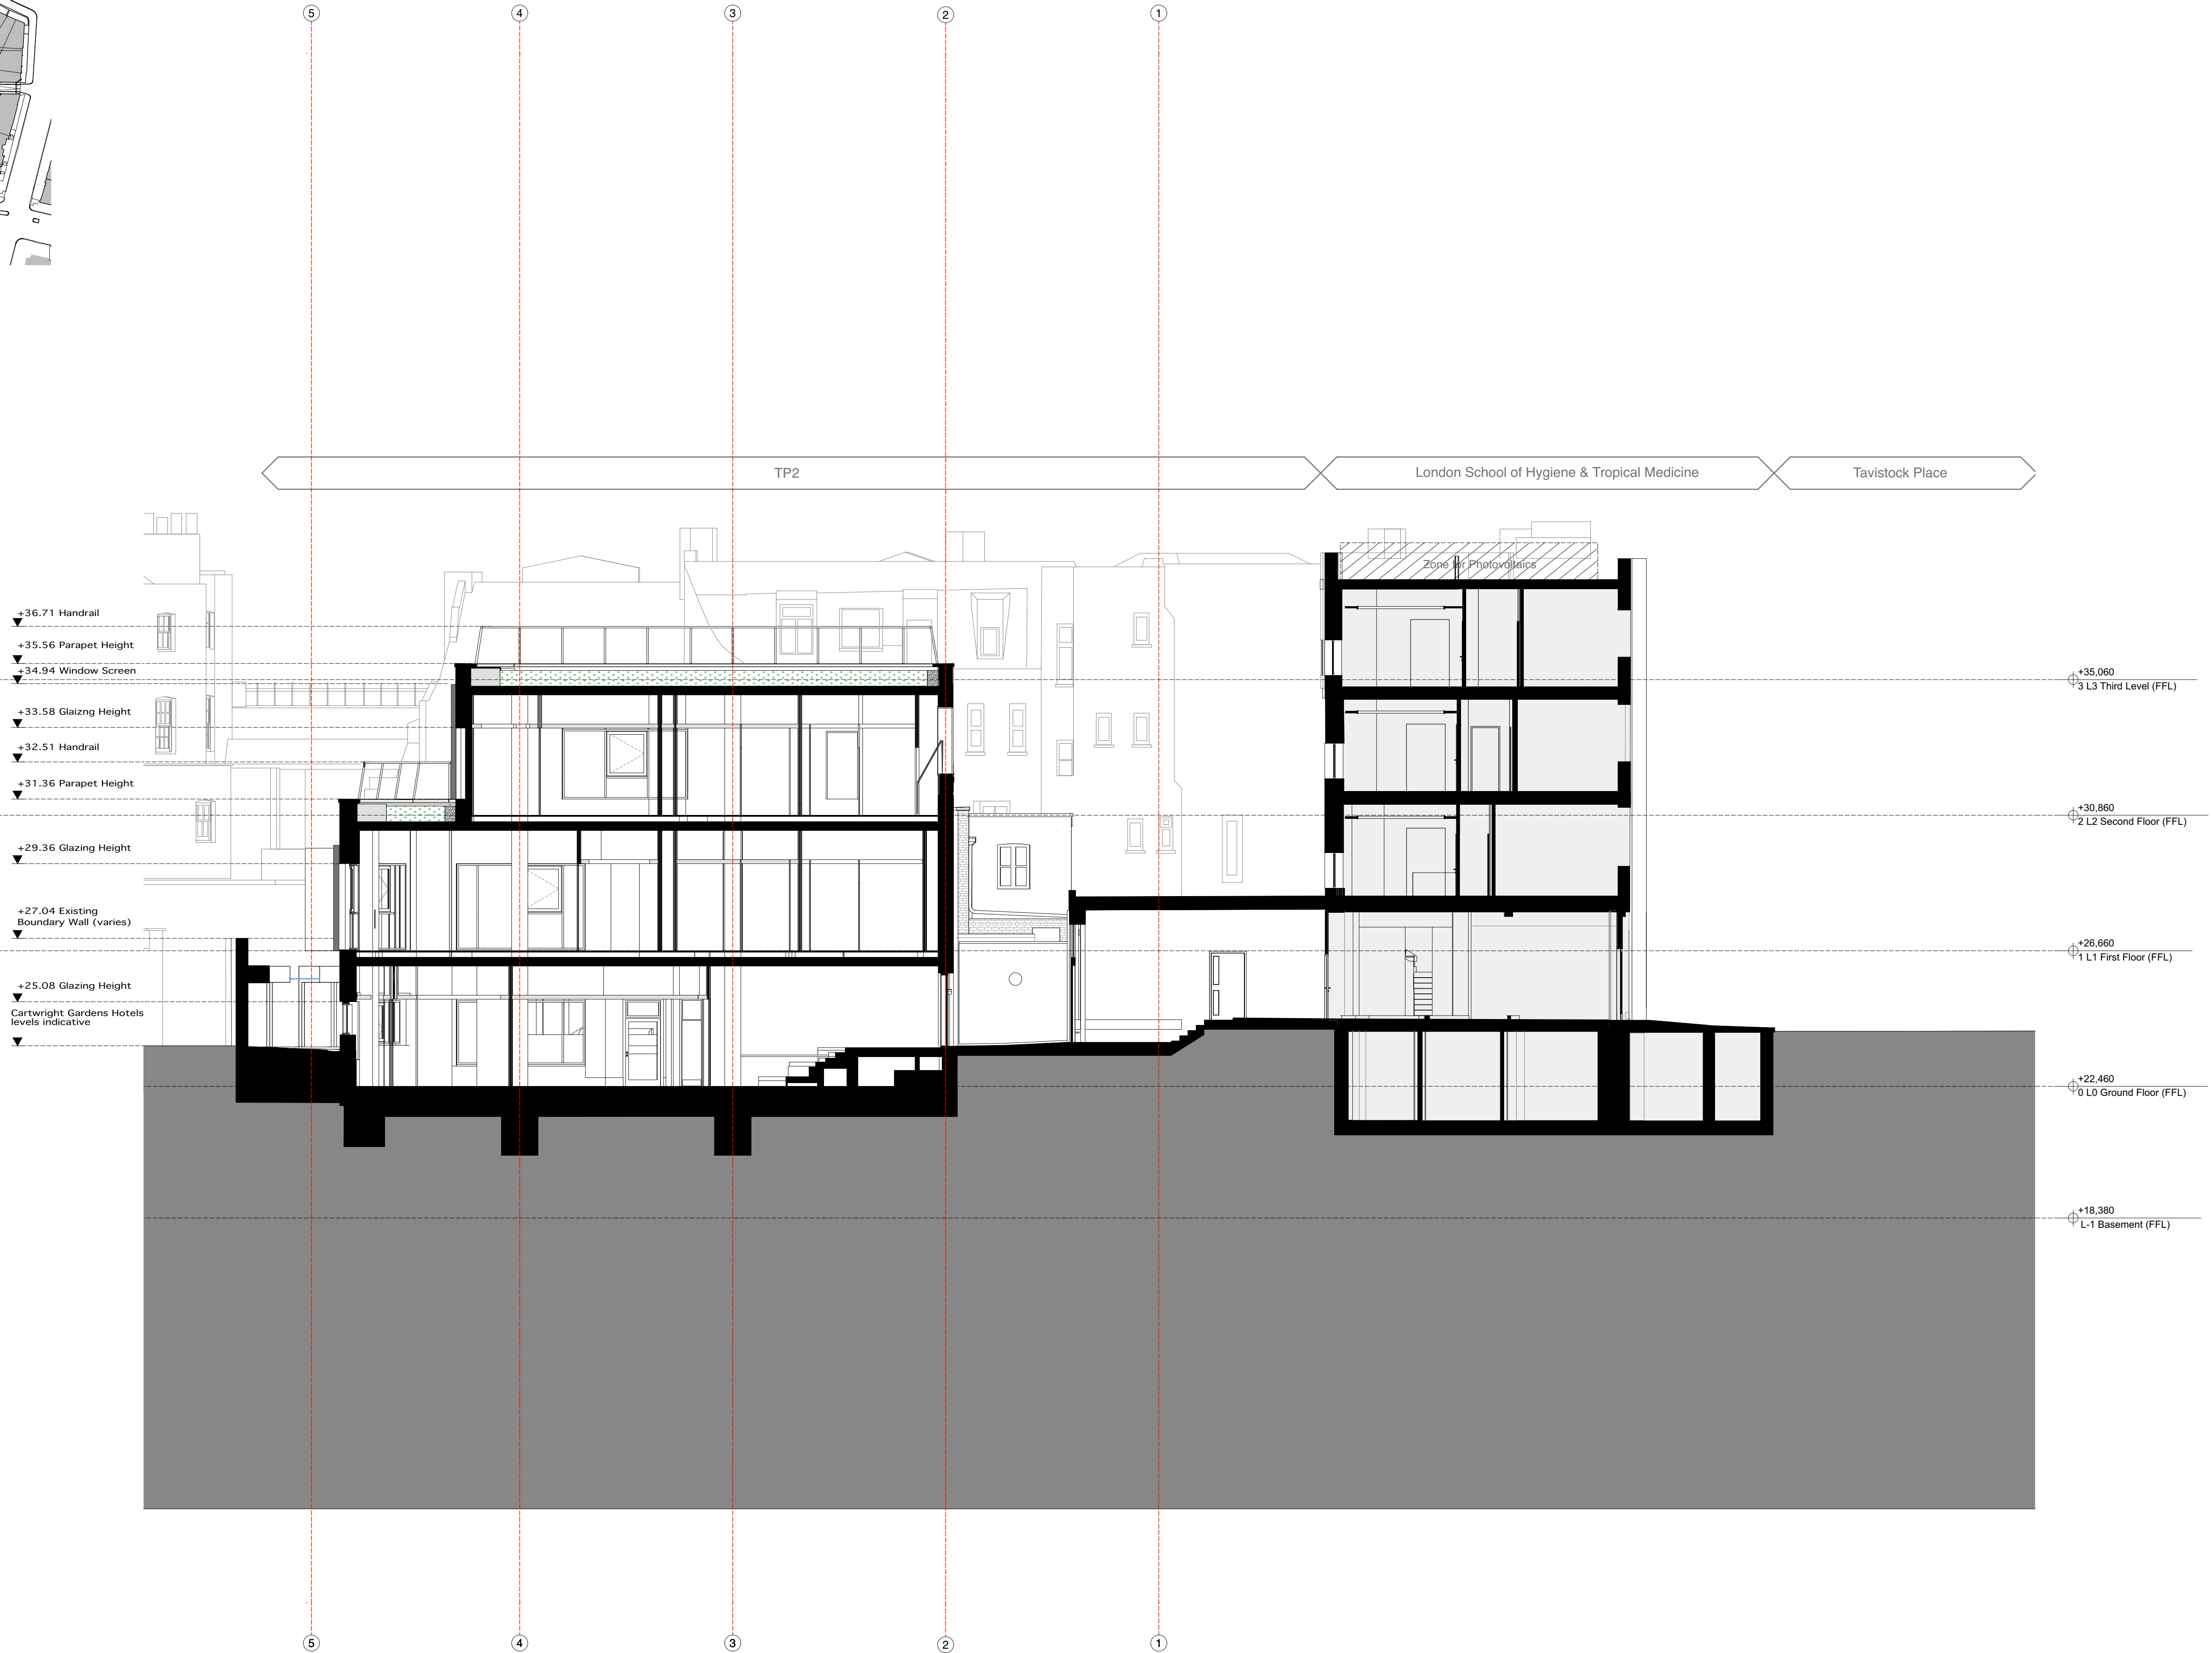 5
4
3
2
1
TP2
London School of Hygiene & Tropical Medicine
Tavistock Place
Zone for Photovoltaics
+36.71 Handrail
+35.56 Parapet Height
+34.94 Window Screen
+33.58 Glaizng Height
+32.51 Handrail
+31.36 Parapet Height
+29.36 Glazing Height
+27.04 Existing
Boundary Wall (varies)
+25.08 Glazing Height
Cartwright Gardens Hotels
levels indicative
+35,060
3 L3 Third Level (FFL)
+30,860
2 L2 Second Floor (FFL)
+26,660
1 L1 First Floor (FFL)
+22,460
0 L0 Ground Floor (FFL)
+18,380
L-1 Basement (FFL)
5
4
3
2
1